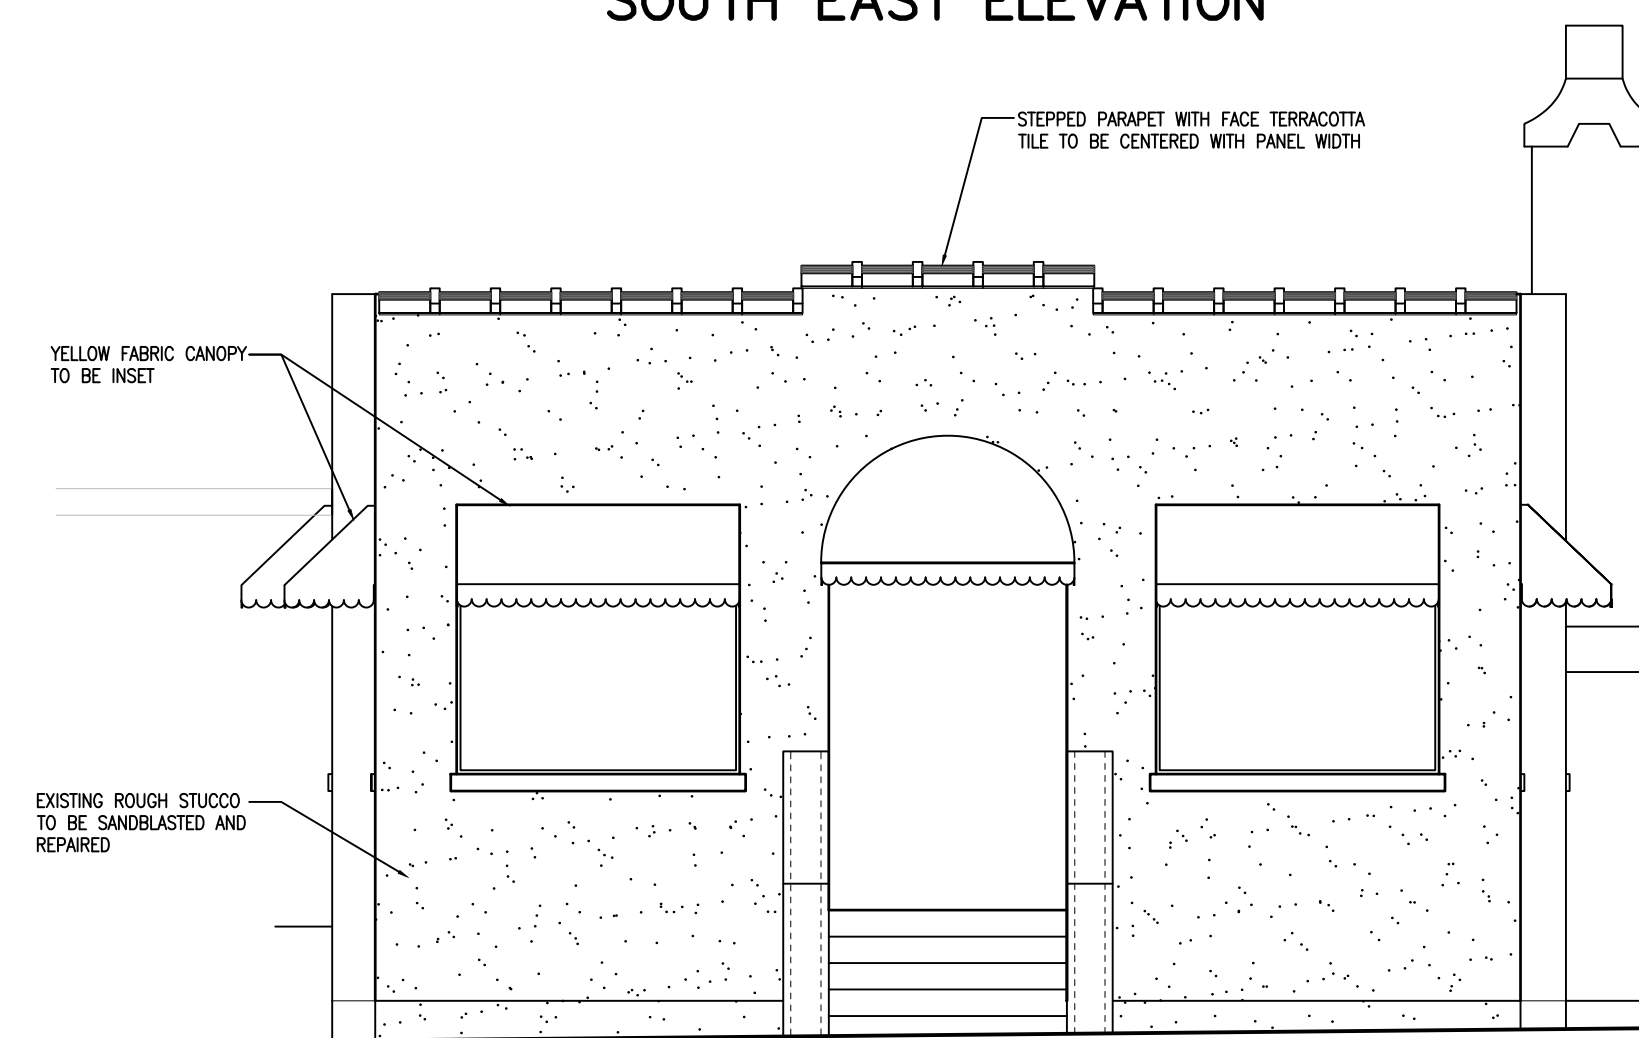 SOUTH EAST ELEVATION
STEPPED PARAPET WITH FACE TERRACOTTA
TILE TO BE CENTERED WITH PANEL WIDTH
YELLOW FABRIC CANOPY
TO BE INSET
EXISTING ROUGH STUCCO
TO BE SANDBLASTED AND
REPAIRED